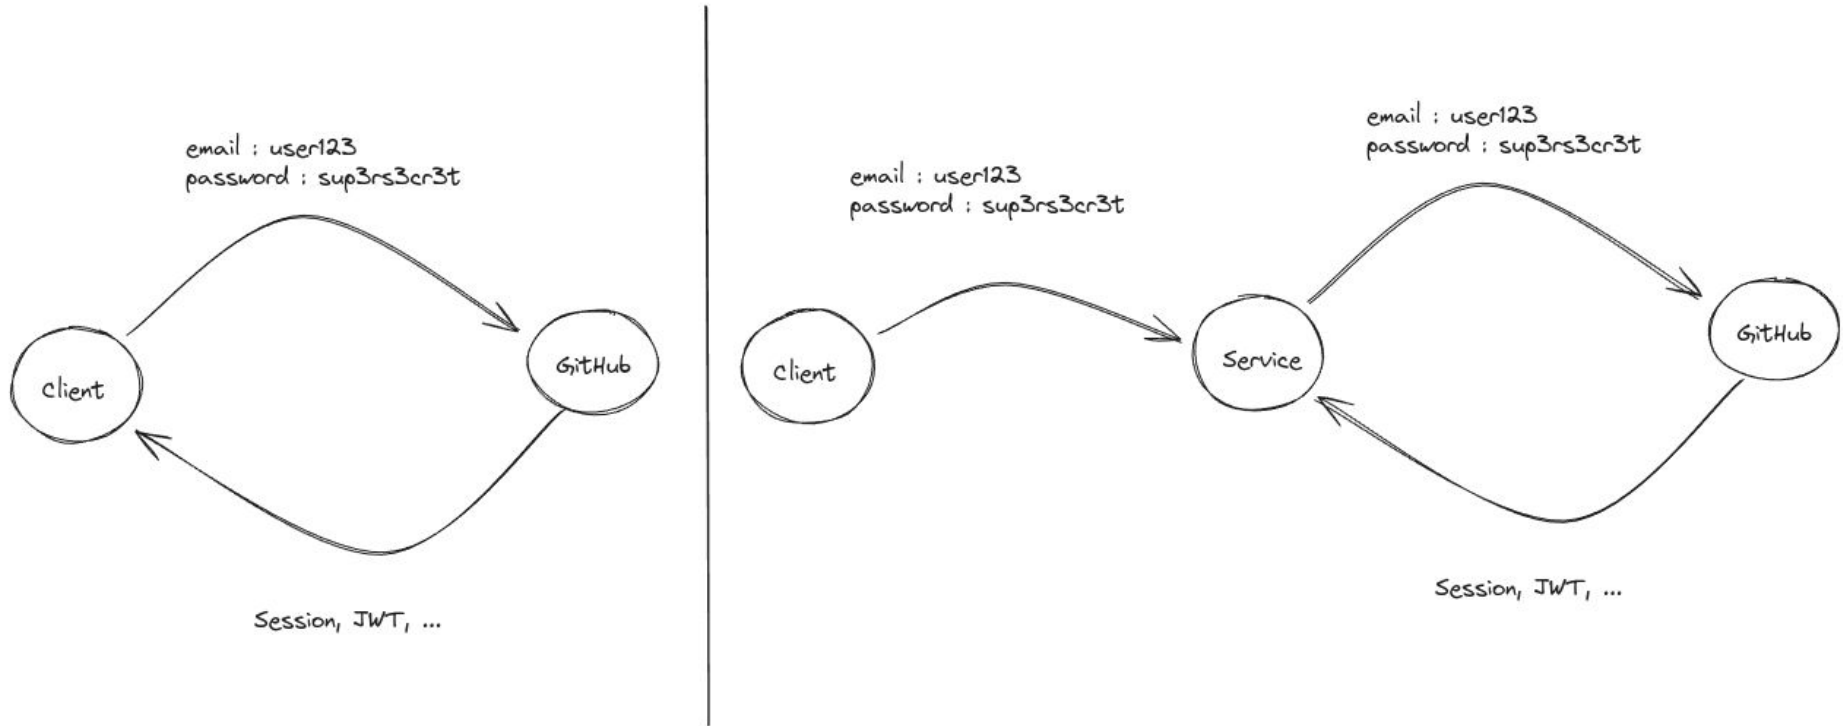 email : user123
password : sup3rs3cr3t
Client
GitHub
Session, JWT, ...
email : user123
password : sup3rs3cr3t
email : user123
password : sup3rs3cr3t
Client
Service
GitHub
Session, JWT, ...